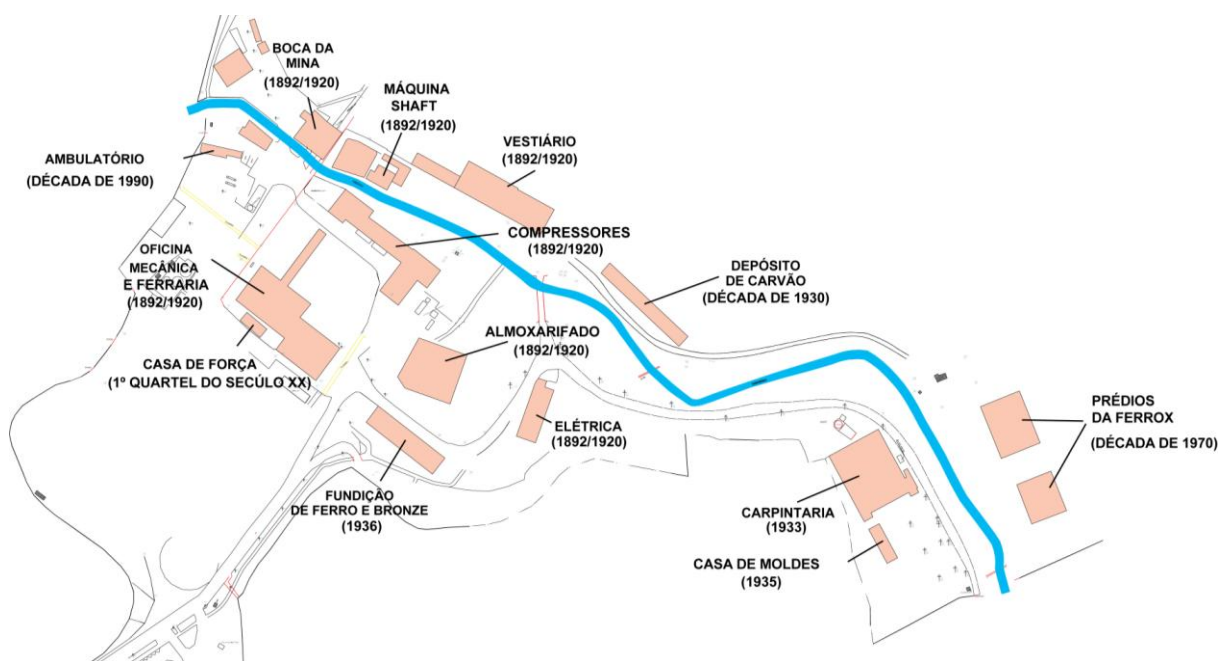 BOCA DA
MINA
(1892/1920)
MÁQUINA
SHAFT
(1892/1920)
VESTIÁRIO
(1892/1920)
AMBULATÓRIO
(DÉCADA DE 1990)
COMPRESSORES
(1892/1920)
OFICINA
MECÂNICA
E FERRARIA
(1892/1920)
DEPÓSITO
DE CARVÃO
(DÉCADA DE 1930)
ALMOXARIFADO
(1892/1920)
CASA DE FORÇA
(1º QUARTEL DO SECÚLO XX)
ELÉTRICA
(1892/1920)
PRÉDIOS
DA FERROX
(DÉCADA DE 1970)
FUNDIÇÃO
DE FERRO E BRONZE
(1936)
CARPINTARIA
(1933)
CASA DE MOLDES
(1935)